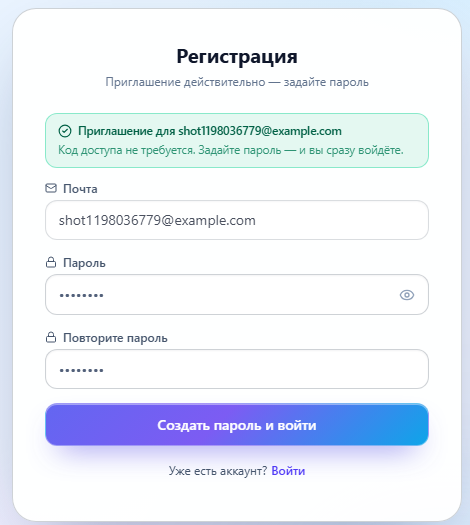 Регистрация
Приглашение действительно — задайте пароль
Приглашение для shot1198036779@example.com
Код доступа не требуется. Задайте пароль — и вы сразу войдёте.
Почта
shot1198036779@example.com
Пароль
••••••••
Повторите пароль
••••••••
Создать пароль и войти
Уже есть аккаунт? Войти